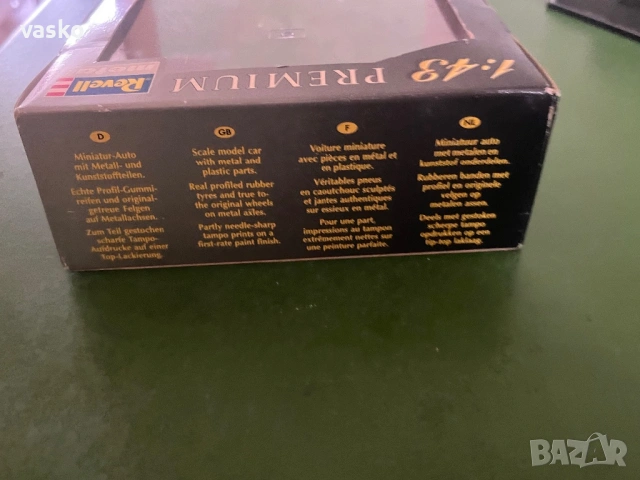 vasko
1:43 PREMIUM
Revell
D
Miniatur-Auto
mit Metall- und
Kunststoffteilen.
Echte Profil-Gummi-
reifen und original-
getreue Felgen
auf Metallachsen.
Zum Teil gestochen
scharfe Tampo-
Aufdrucke auf einer
Top-Lackierung.
GB
Scale model car
with metal and
plastic parts.
Real profiled rubber
tyres and true to-
the original wheels
on metal axles.
Partly needle-sharp
tampo prints on a
first-rate paint finish.
F
Voiture miniature
avec pièces en métal et
en plastique.
Véritables pneus
en caoutchouc sculptés
et jantes authentiques
sur essieux en métal.
Pour une part,
impressions au tampon
extrêmement nettes sur
une peinture parfaite.
NL
Miniatuur auto
met metalen en
kunststof onderdelen.
Rubberen banden met
profiel en originele
velgen op
metalen assen.
Deels met gestoken
scherpe tampo
opdrukken op een
tip-top laklaag.
BAZAR